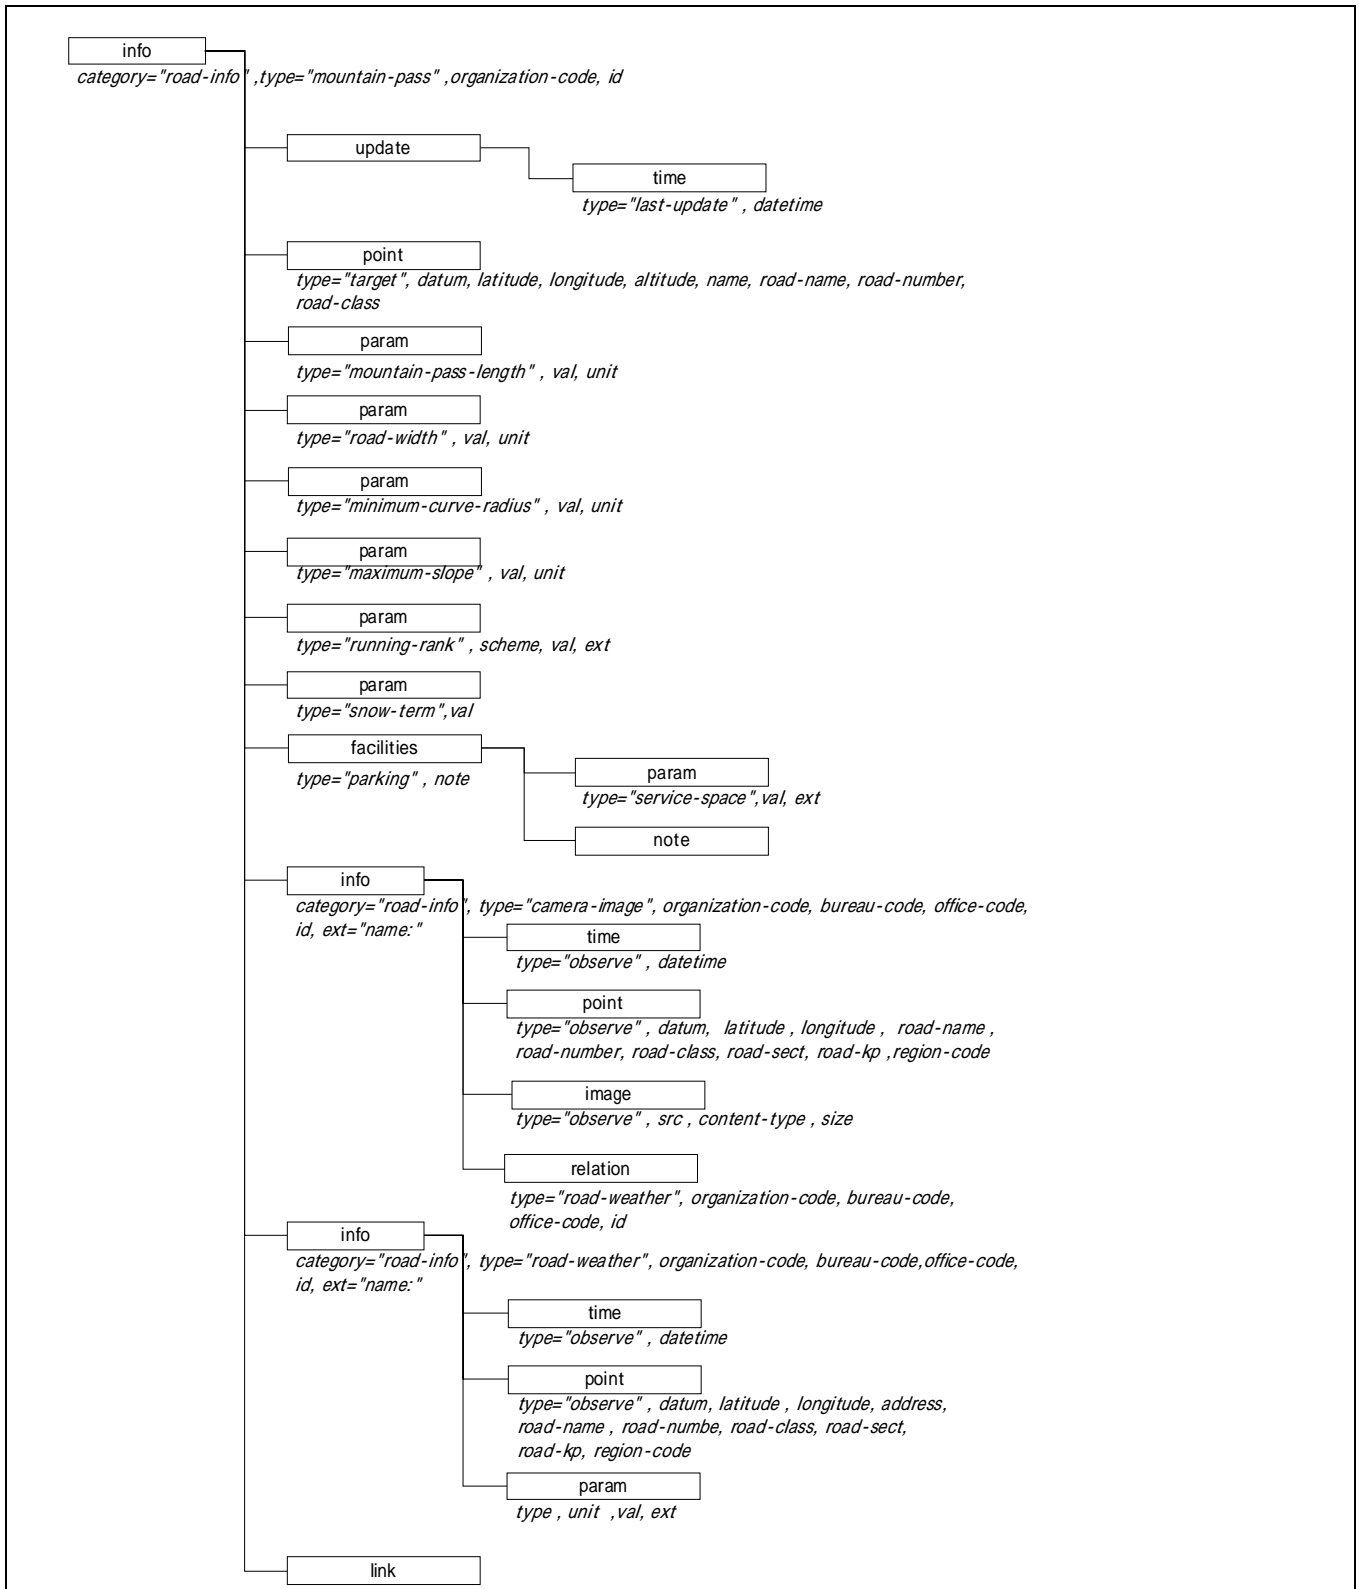 info
category="road-info" ,type="mountain-pass" ,organization-code, id
update
time
type="last-update" , datetime
point
type="target", datum, latitude, longitude, altitude, name, road-name, road-number,
road-class
param
type="mountain-pass-length" , val, unit
param
type="road-width" , val, unit
param
type="minimum-curve-radius" , val, unit
param
type="maximum-slope" , val, unit
param
type="running-rank" , scheme, val, ext
param
type="snow-term",val
facilities
type="parking" , note
param
type="service-space",val, ext
note
info
category="road-info", type="camera-image", organization-code, bureau-code, office-code,
id, ext="name:"
time
type="observe" , datetime
point
type="observe" , datum, latitude , longitude , road-name ,
road-number, road-class, road-sect, road-kp ,region-code
image
type="observe" , src , content-type , size
relation
type="road-weather", organization-code, bureau-code,
office-code, id
info
category="road-info", type="road-weather", organization-code, bureau-code,office-code,
id, ext="name:"
time
type="observe" , datetime
point
type="observe" , datum, latitude , longitude, address,
road-name , road-numbe, road-class, road-sect,
road-kp, region-code
param
type , unit ,val, ext
link